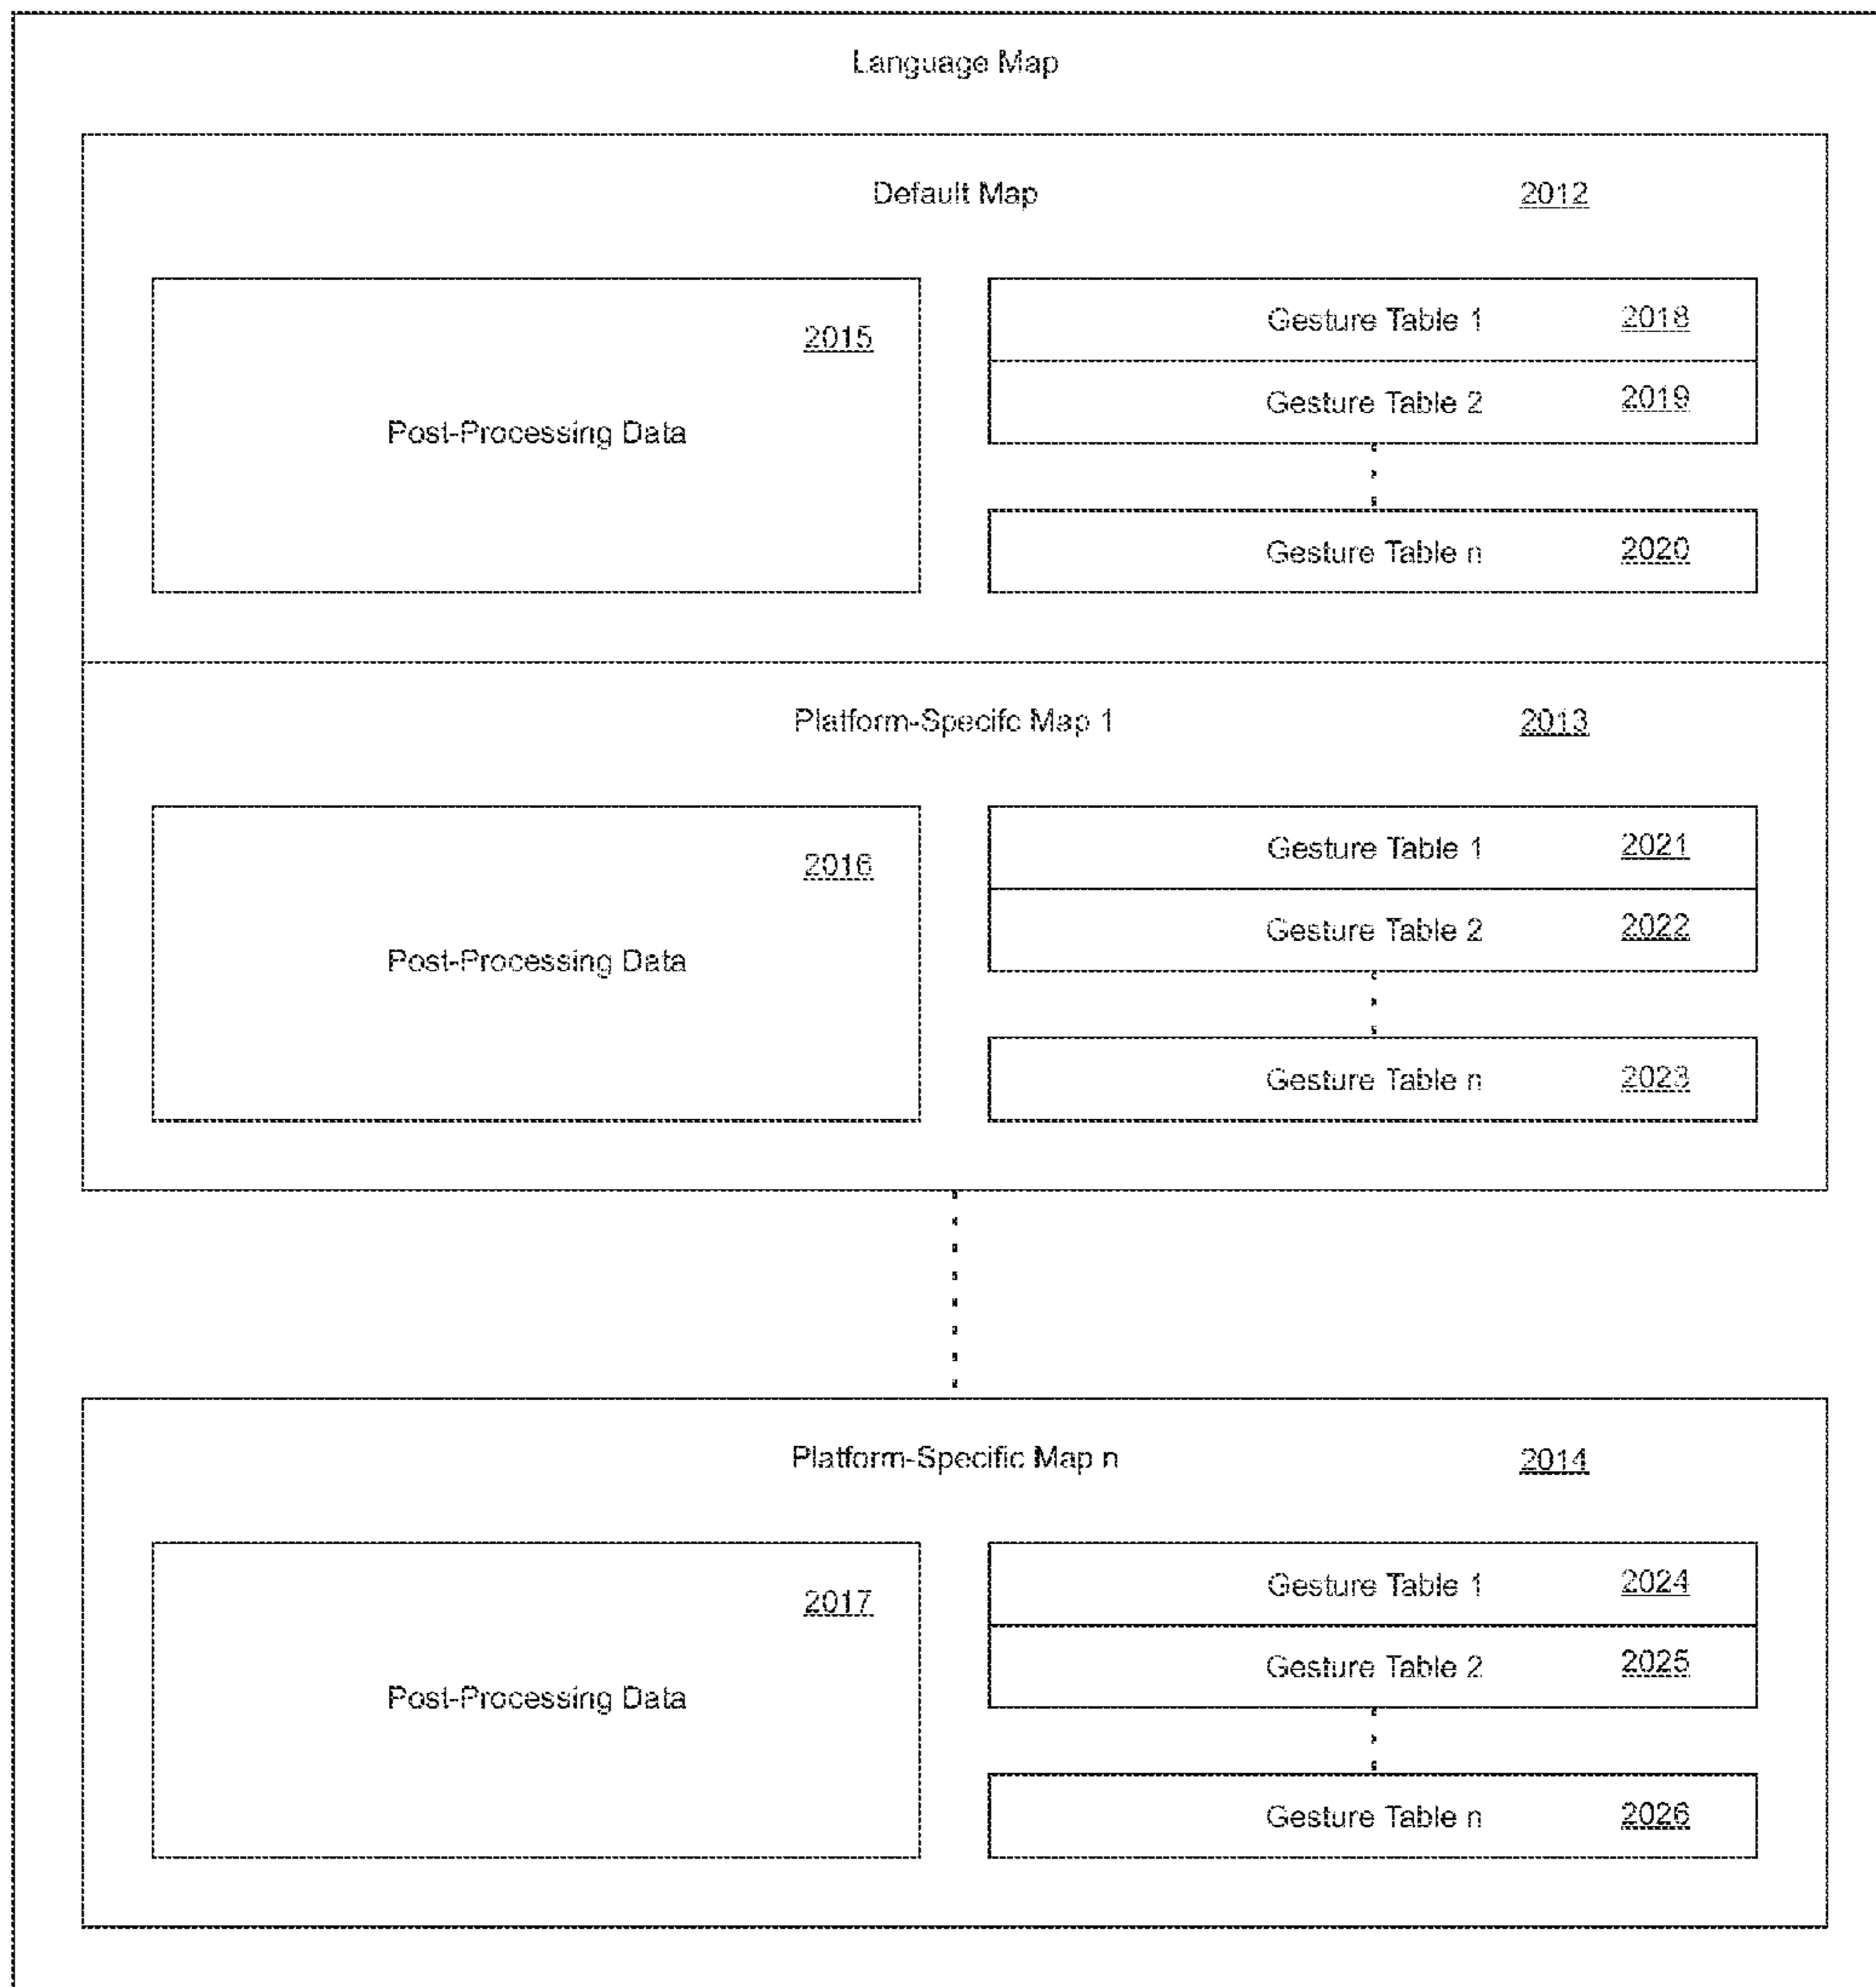 Language Map
Default Map 2012
2015
Post-Processing Data
Gesture Table 1 2018
Gesture Table 2 2019
Gesture Table n 2020
Platform-Specifc Map 1 2013
2016
Post-Processing Data
Gesture Table 1 2021
Gesture Table 2 2022
Gesture Table n 2023
Platform-Specific Map n 2014
2017
Post-Processing Data
Gesture Table 1 2024
Gesture Table 2 2025
Gesture Table n 2026